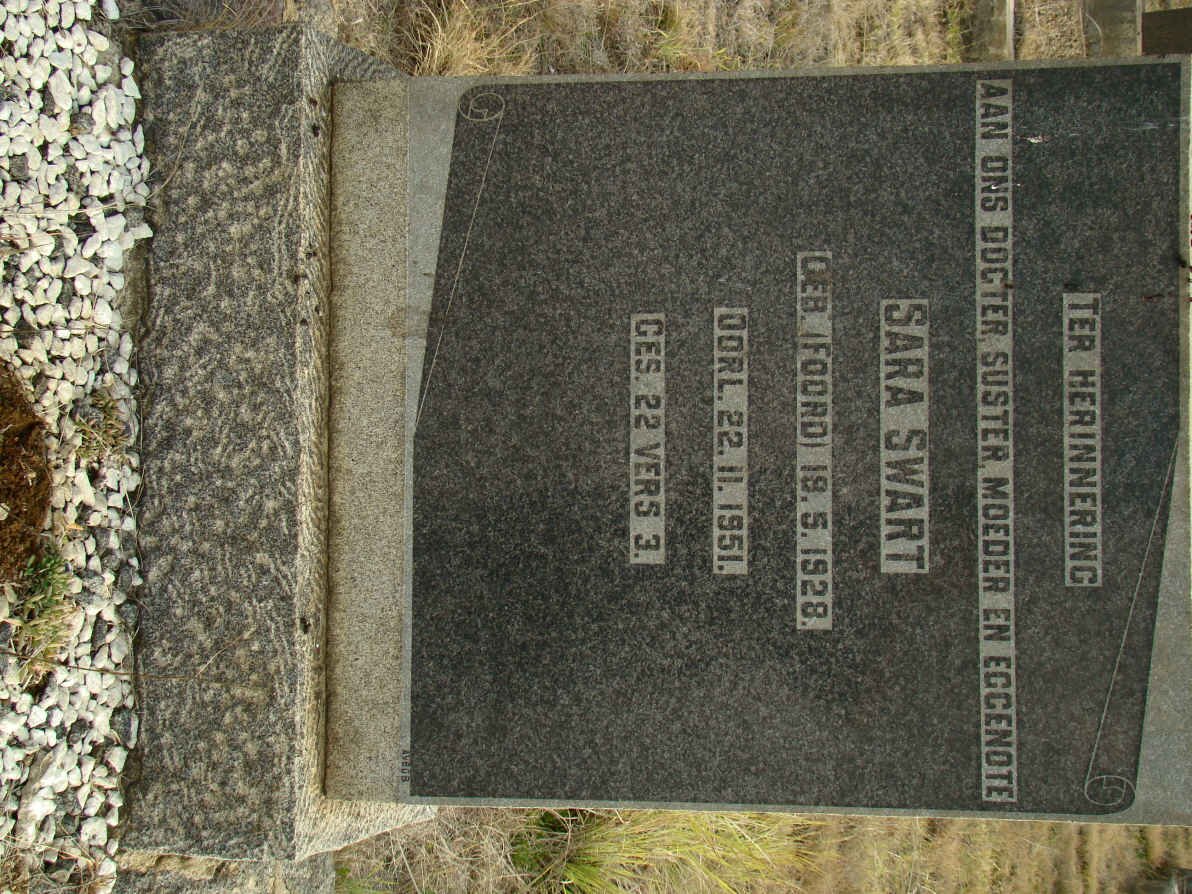 TER HERINNERING
AAN ONS DOGTER, SUSTER, MOEDER EN EGGENOTE
SARA SWART
GEB. (FOORD) 19. 5. 1928.
OORL. 22. 11. 1951.
GES. 22 VERS 3.